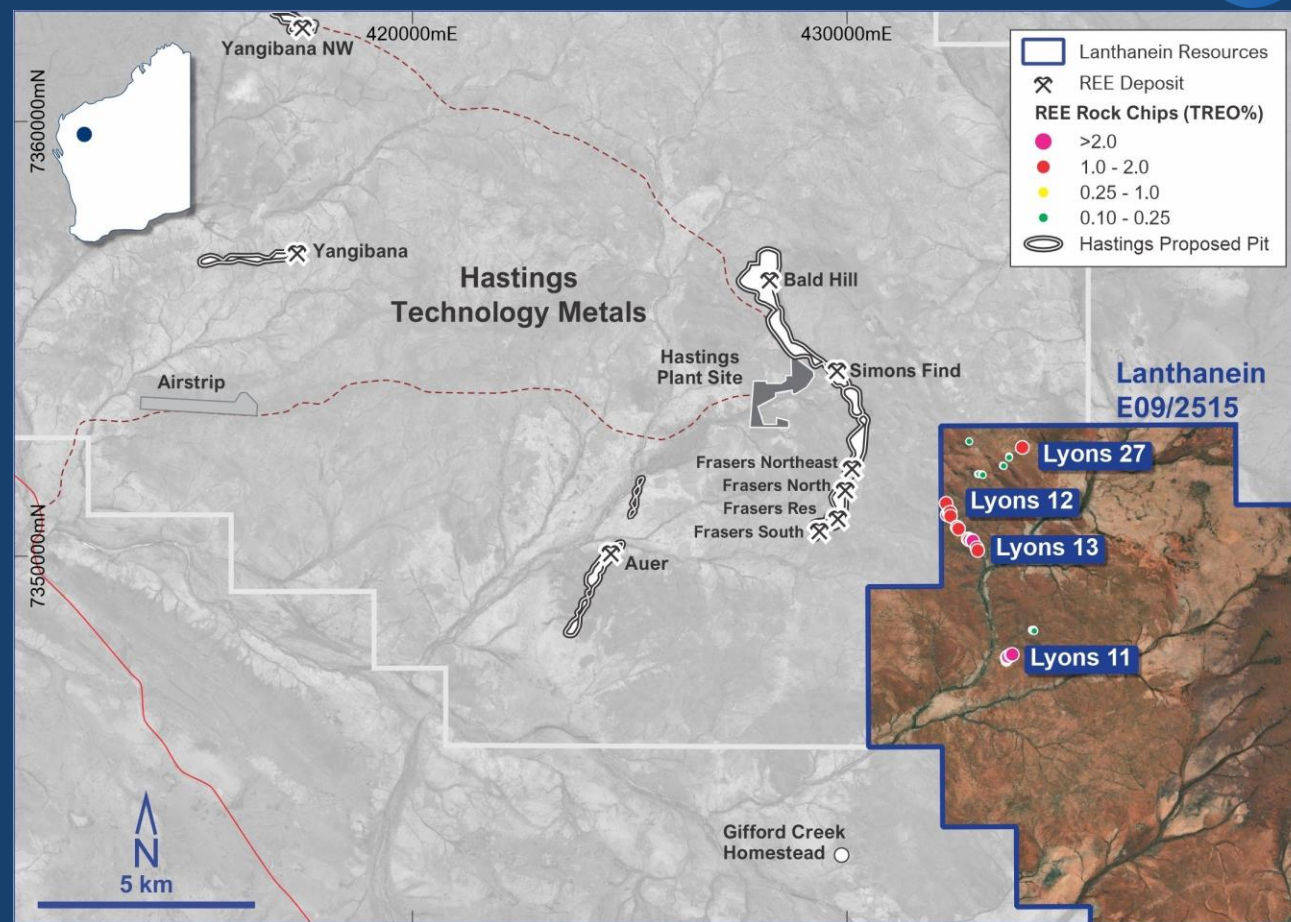 Yangibana NW
420000mE
430000mE
7360000mN
7350000mN
Lanthanein Resources
REE Deposit
REE Rock Chips (TREO%)
>2.0
1.0 - 2.0
0.25 - 1.0
0.10 - 0.25
Hastings Proposed Pit
Yangibana
Hastings
Technology Metals
Bald Hill
Hastings
Plant Site
Simons Find
Airstrip
Lanthanein
E09/2515
Frasers Northeast
Frasers North
Frasers Res
Frasers South
Auer
Lyons 27
Lyons 12
Lyons 13
Lyons 11
Gifford Creek
Homestead
N
5 km